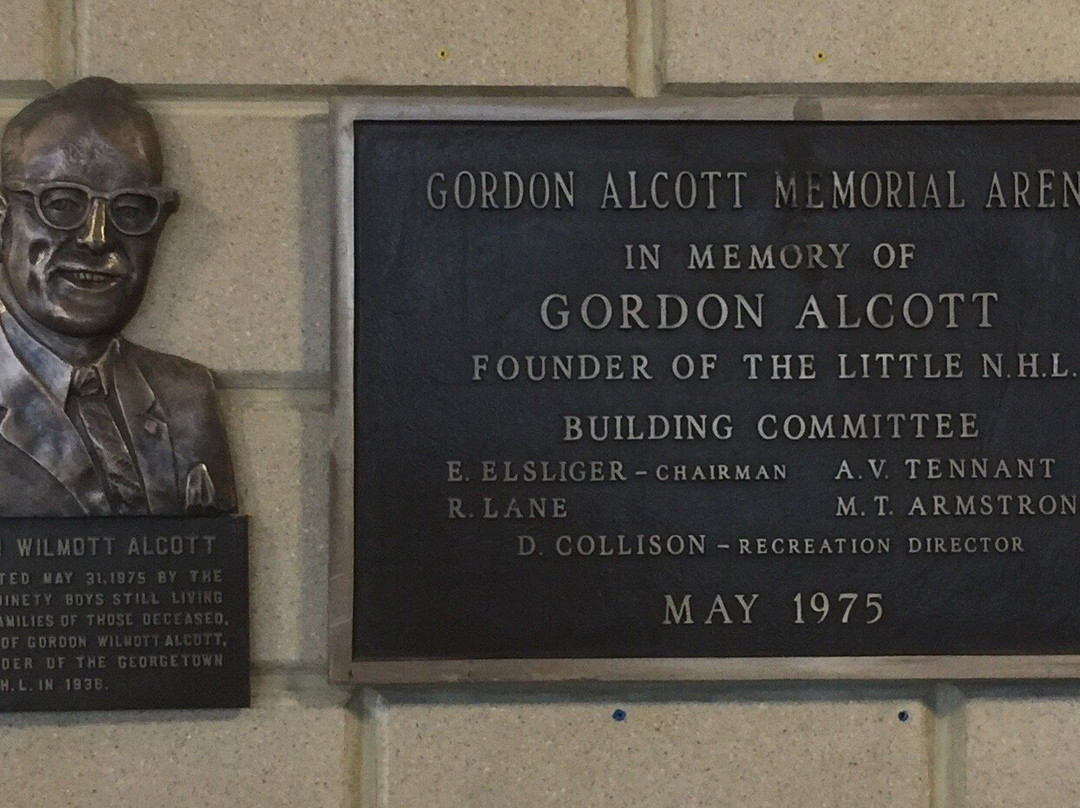 WILMOTT ALCOTT
TED MAY 31, 1975 BY THE
NINETY BOYS STILL LIVING
AMILIES OF THOSE DECEASED,
OF GORDON WILMOTT ALCOTT,
DER OF THE GEORGETOWN
H.L. IN 1936.
GORDON ALCOTT MEMORIAL AREN
IN MEMORY OF
GORDON ALCOTT
FOUNDER OF THE LITTLE N.H.L.
BUILDING COMMITTEE
E. ELSLIGER - CHAIRMAN A.V. TENNANT
R. LANE M.T. ARMSTRON
D. COLLISON - RECREATION DIRECTOR
MAY 1975